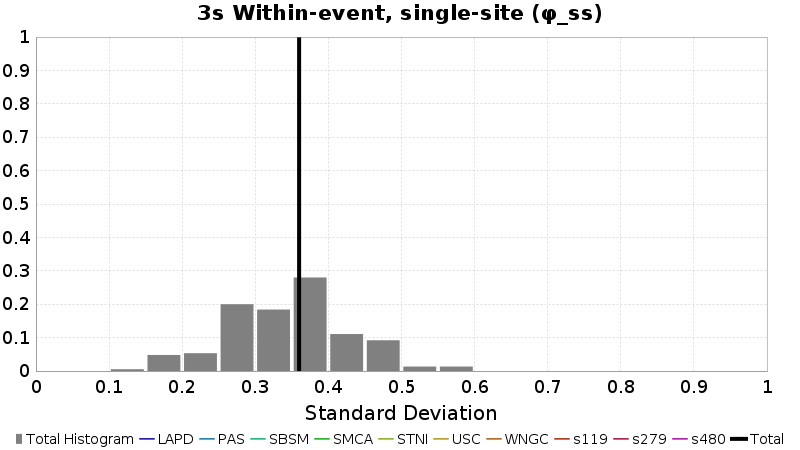 3s Within-event, single-site (φ_ss)
1
0.9
0.8
0.7
0.6
0.5
0.4
0.3
0.2
0.1
0
0 0.1 0.2 0.3 0.4 0.5 0.6 0.7 0.8 0.9 1
Standard Deviation
Total Histogram LAPD PAS SBSM SMCA STNI USC WNGC s119 s279 s480 Total